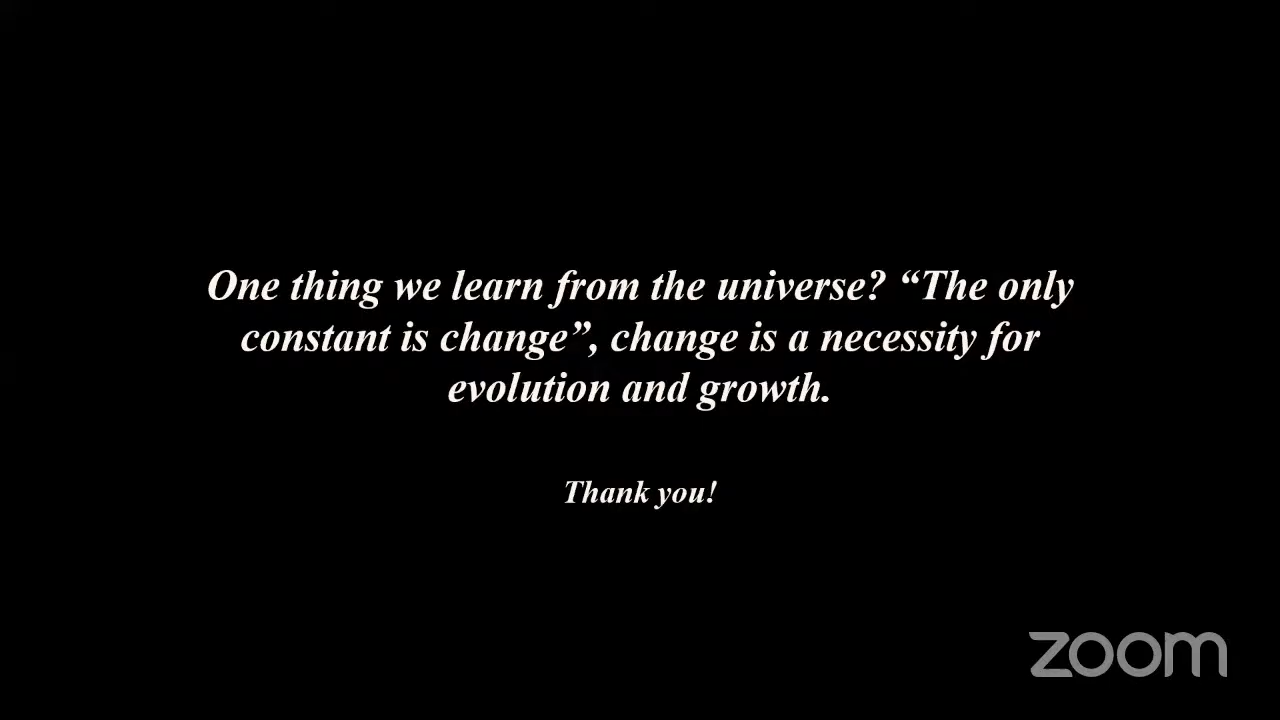 One thing we learn from the universe? “The only
constant is change”, change is a necessity for
evolution and growth.
Thank you!
zoom